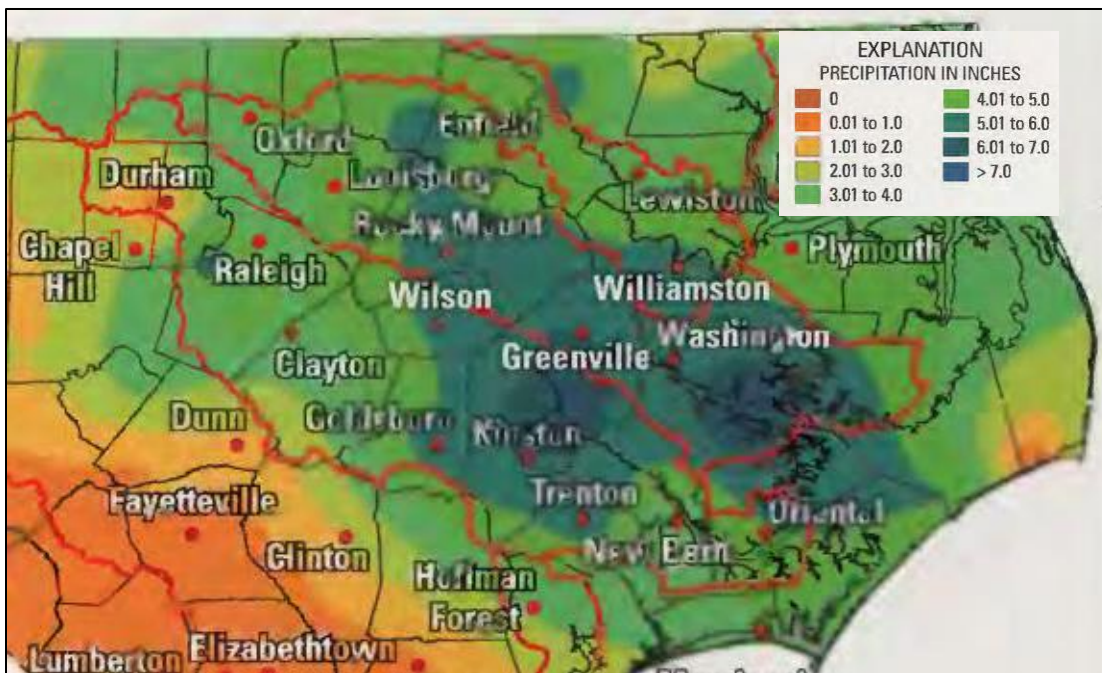 EXPLANATION
PRECIPITATION IN INCHES
0
0.01 to 1.0
1.01 to 2.0
2.01 to 3.0
3.01 to 4.0
4.01 to 5.0
5.01 to 6.0
6.01 to 7.0
> 7.0
Enfield
Oxford
Durham
Louisburg
Lewiston
Rocky Mount
Chapel
Hill
Raleigh
Plymouth
Wilson
Williamston
Washington
Greenville
Clayton
Dunn
Goldsboro
Kinston
Fayetteville
Trenton
Oriental
Clinton
New Bern
Hoffman
Forest
Elizabethtown
Lumberton